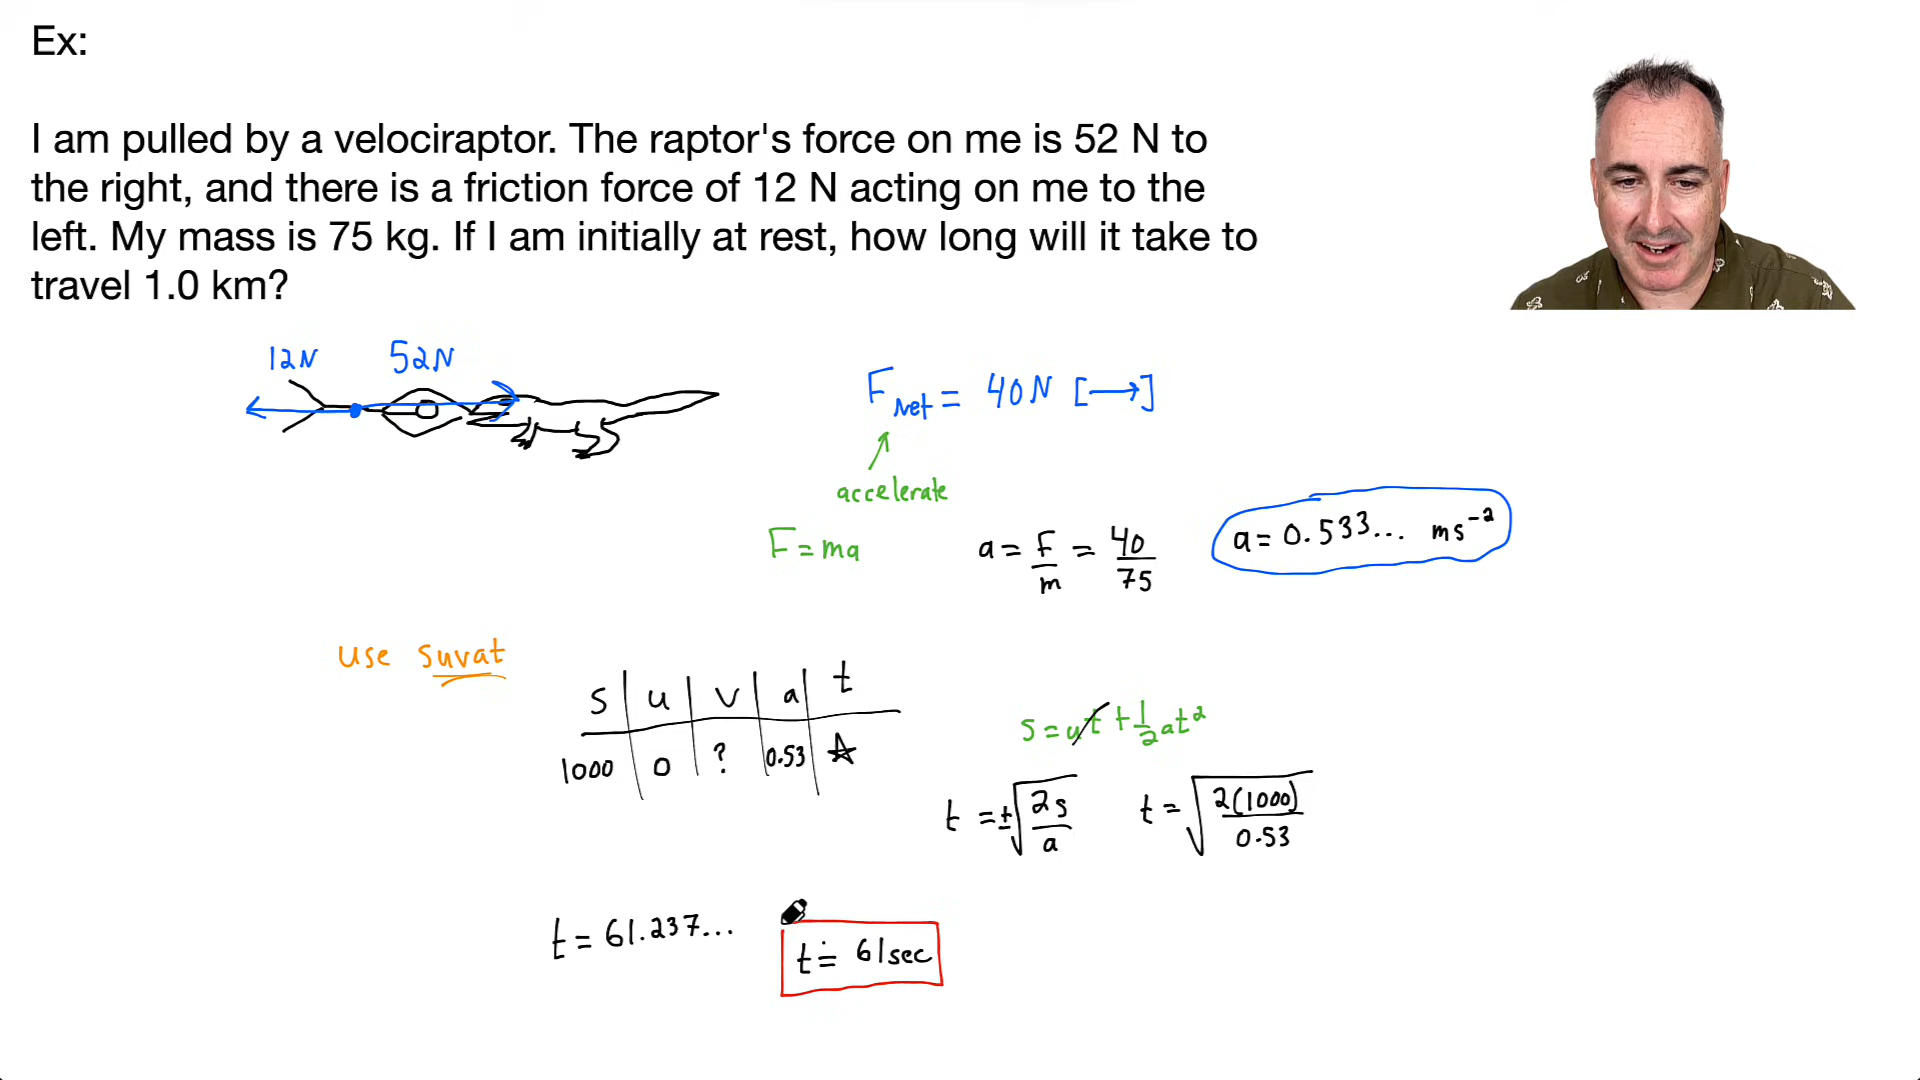 Ex:
I am pulled by a velociraptor. The raptor's force on me is 52 N to
the right, and there is a friction force of 12 N acting on me to the
left. My mass is 75 kg. If I am initially at rest, how long will it take to
travel 1.0 km?
12N 52N
F_Net = 40N [→]
accelerate
F = ma
a = F/m = 40/75
a = 0.533... ms⁻²
Use suvat
s u v a t
1000 0 ? 0.53 ☆
s = ut + 1/2 at²
t = ±√(2s/a)
t = √(2(1000)/0.53)
t = 61.237...
t ≐ 61sec